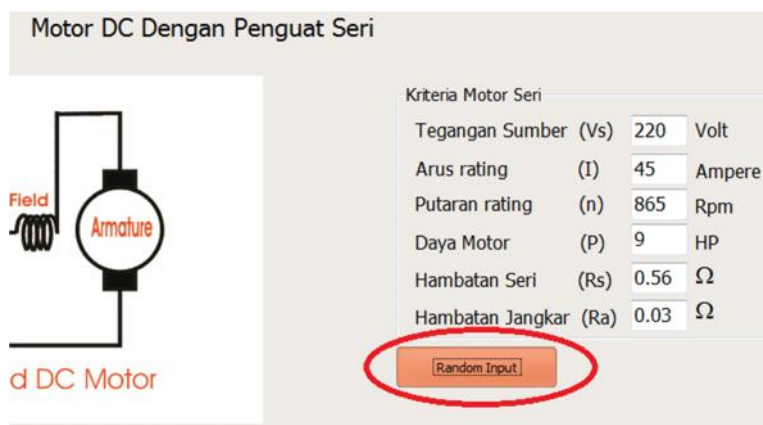 Motor DC Dengan Penguat Seri
Field
Armature
d DC Motor
Kriteria Motor Seri
Tegangan Sumber (Vs) 220 Volt
Arus rating (I) 45 Ampere
Putaran rating (n) 865 Rpm
Daya Motor (P) 9 HP
Hambatan Seri (Rs) 0.56 Ω
Hambatan Jangkar (Ra) 0.03 Ω
Random Input